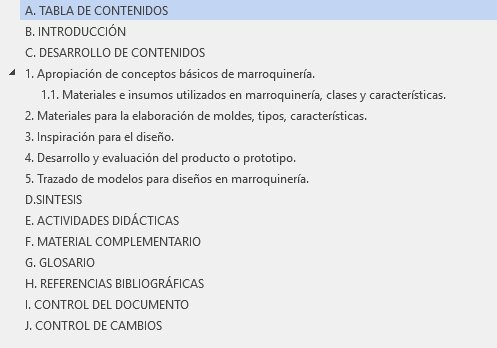 A. TABLA DE CONTENIDOS
B. INTRODUCCIÓN
C. DESARROLLO DE CONTENIDOS
1. Apropiación de conceptos básicos de marroquinería.
1.1. Materiales e insumos utilizados en marroquinería, clases y características.
2. Materiales para la elaboración de moldes, tipos, características.
3. Inspiración para el diseño.
4. Desarrollo y evaluación del producto o prototipo.
5. Trazado de modelos para diseños en marroquinería.
D.SINTESIS
E. ACTIVIDADES DIDÁCTICAS
F. MATERIAL COMPLEMENTARIO
G. GLOSARIO
H. REFERENCIAS BIBLIOGRÁFICAS
I. CONTROL DEL DOCUMENTO
J. CONTROL DE CAMBIOS